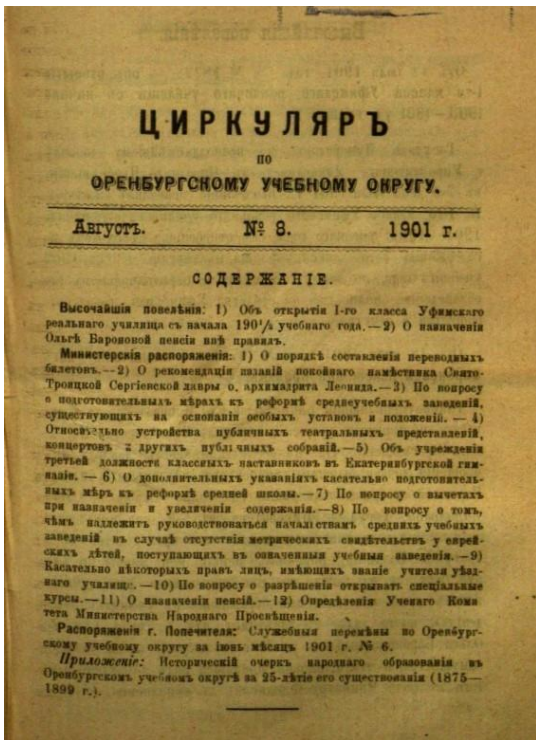 ЦИРКУЛЯРЪ
ПО
ОРЕНБУРГСКОМУ УЧЕБНОМУ ОКРУГУ.
Августъ. № 8. 1901 г.
СОДЕРЖАНІЕ.
Высочайшія повелѣнія: 1) Объ открытіи I-го класса Уфимскаго
реальнаго училища съ начала 190½ учебнаго года.—2) О назначеніи
Ольгѣ Бароновой пенсіи внѣ правилъ.
Министерскія распоряженія: 1) О порядкѣ составленія переводныхъ
билетовъ.—2) О рекомендаціи изданій покойнаго намѣстника Свято-
Троицкой Сергіевской лавры о. архимадрита Леонида.—3) По вопросу
о подготовительныхъ мѣрахъ къ реформѣ среднеучебныхъ заведеній,
существующихъ на основаніи особыхъ уставовъ и положеній. — 4)
Относительно устройства публичныхъ театральныхъ представленій,
концертовъ и другихъ публичныхъ собраній.—5) Объ учрежденіи
третьей должности классныхъ наставниковъ въ Екатеринбургской гим-
назіи. — 6) О дополнительныхъ указаніяхъ касательно подготовитель-
ныхъ мѣръ къ реформѣ средней школы.—7) По вопросу о вычетахъ
при назначеніи и увеличеніи содержанія.—8) По вопросу о томъ,
чѣмъ надлежитъ руководствоваться начальствамъ среднихъ учебныхъ
заведеній въ случаѣ отсутствія метрическихъ свидѣтельствъ у еврей-
скихъ дѣтей, поступающихъ въ означенныя учебныя заведенія.—9)
Касательно нѣкоторыхъ правъ лицъ, имѣющихъ званіе учителя уѣзд-
наго училища.—10) По вопросу о разрѣшеніи открывать спеціальные
курсы.—11) О назначеніи пенсій.—12) Опредѣленія Ученаго Коми
тета Министерства Народнаго Просвѣщенія.
Распоряженія г. Попечителя: Служебныя перемѣны по Оренбург-
скому учебному округу за іюнь мѣсяцъ 1901 г. № 6.
Приложеніе: Историческій очеркъ народнаго образованія въ
Оренбургскомъ учебномъ округѣ за 25-лѣтіе его существованія (1875—
1899 г.).